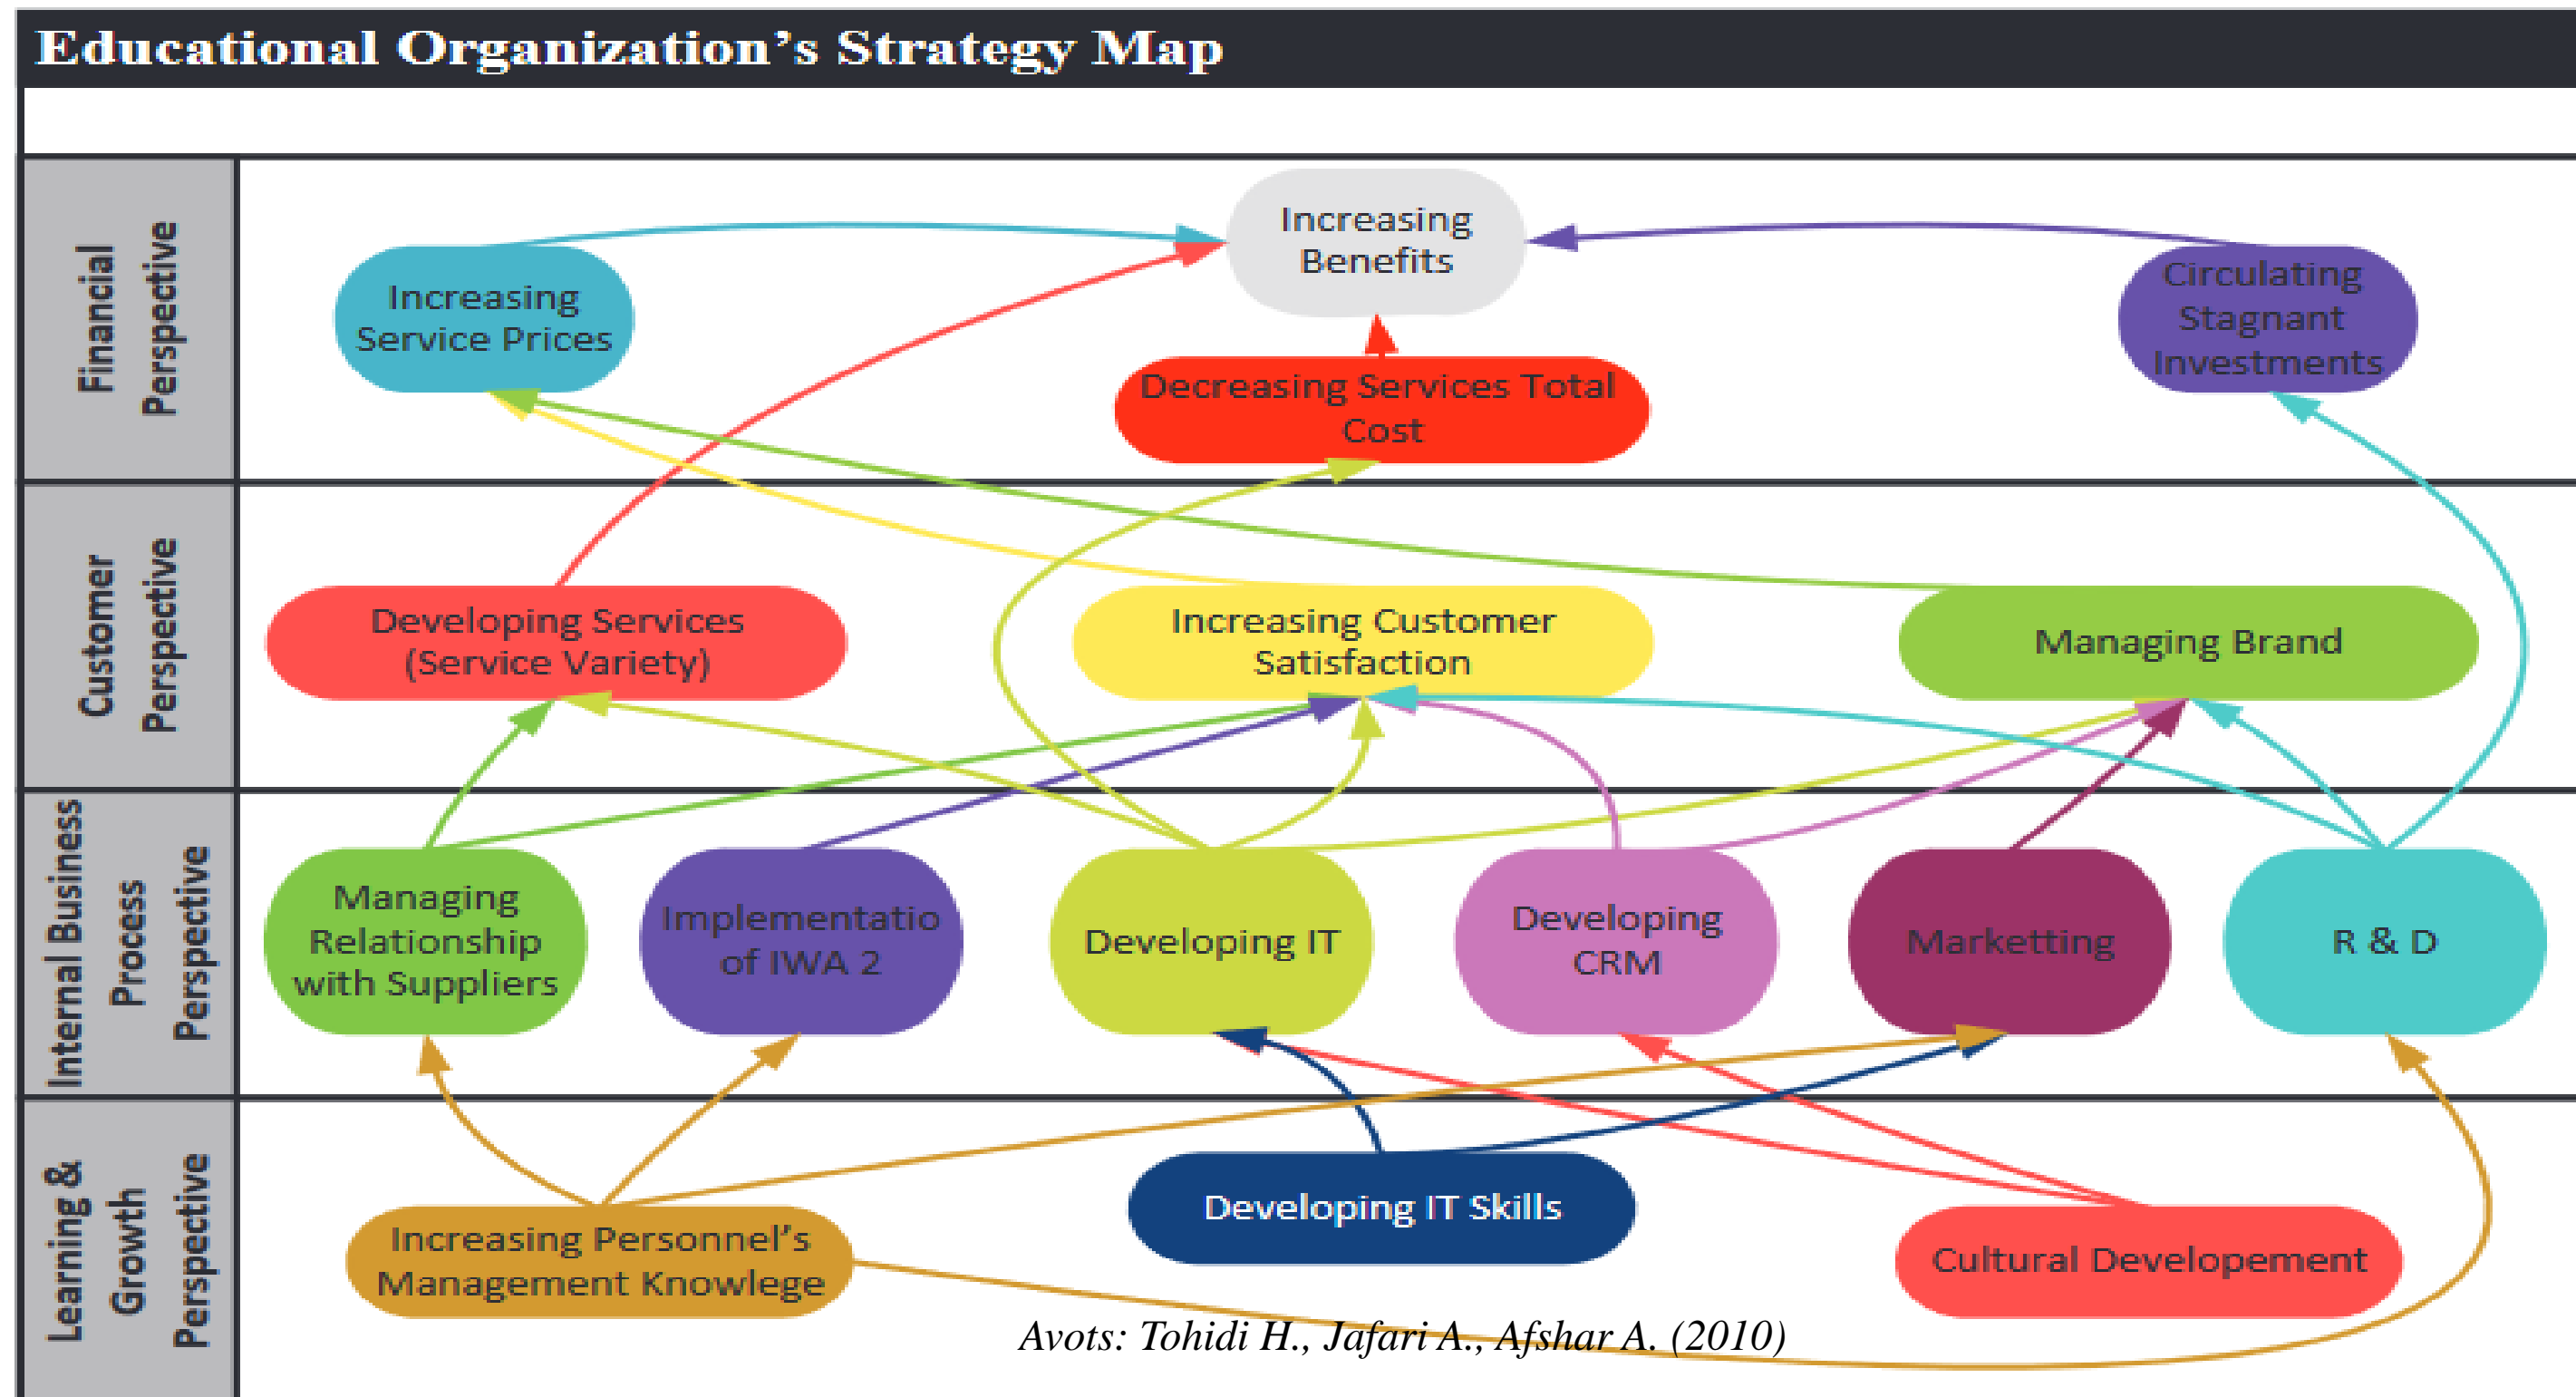 Educational Organization’s Strategy Map
Financial
Perspective
Increasing
Benefits
Increasing
Service Prices
Circulating
Stagnant
Investments
Decreasing Services Total
Cost
Customer
Perspective
Developing Services
(Service Variety)
Increasing Customer
Satisfaction
Managing Brand
Internal Business
Process
Perspective
Managing
Relationship
with Suppliers
Implementatio
of IWA 2
Developing IT
Developing
CRM
Marketting
R & D
Learning &
Growth
Perspective
Increasing Personnel’s
Management Knowlege
Developing IT Skills
Cultural Developement
Avots: Tohidi H., Jafari A., Afshar A. (2010)